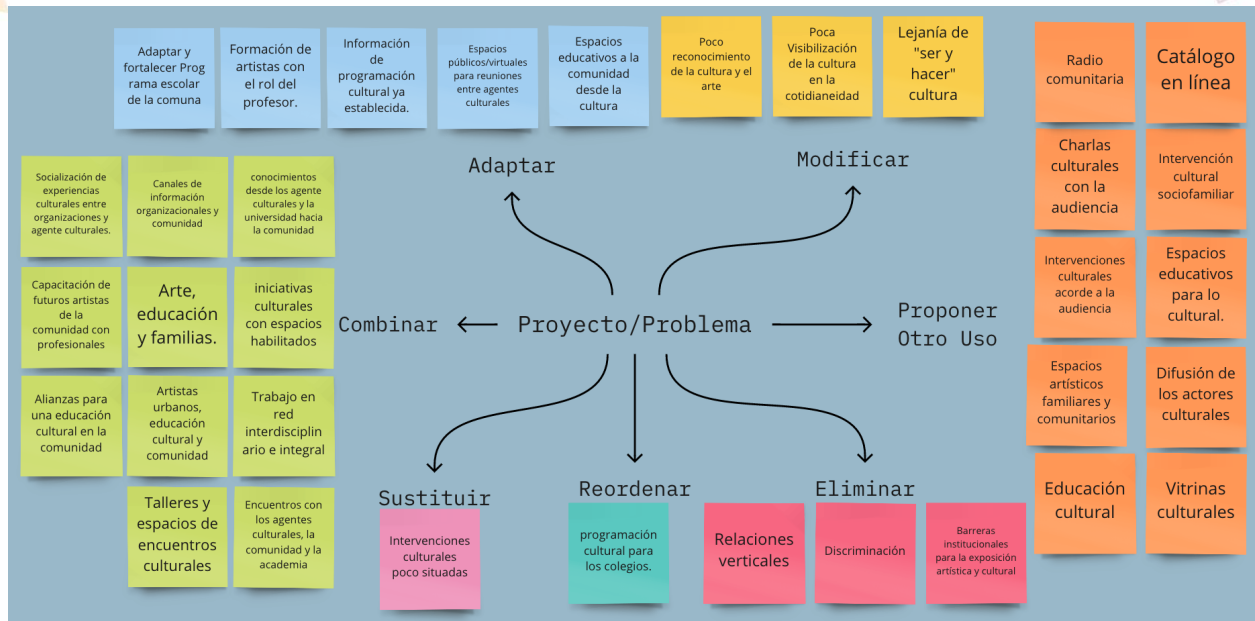 Adaptar y
fortalecer Prog
rama escolar
de la comuna
Formación de
artistas con
el rol del
profesor.
Información
de
programación
cultural ya
establecida.
Espacios
públicos/virtuales
para reuniones
entre agentes
culturales
Espacios
educativos a la
comunidad
desde la
cultura
Poco
reconocimiento
de la cultura y el
arte
Poca
Visibilización
de la cultura
en la
cotidianeidad
Lejanía de
"ser y
hacer"
cultura
Adaptar
Modificar
Socialización de
experiencias
culturales entre
organizaciones y
agente culturales.
Canales de
información
organizacionales y
comunidad
conocimientos
desde los agente
culturales y la
universidad hacia
la comunidad
Capacitación de
futuros artistas
de la
comunidad con
profesionales
Arte,
educación
y familias.
iniciativas
culturales
con espacios
habilitados
Alianzas para
una educación
cultural en la
comunidad
Artistas
urbanos,
educación
cultural y
comunidad
Trabajo en
red
interdisciplin
ario e integral
Talleres y
espacios de
encuentros
culturales
Encuentros con
los agentes
culturales, la
comunidad y la
academia
Combinar
Proyecto/Problema
Proponer
Otro Uso
Radio
comunitaria
Catálogo
en línea
Charlas
culturales
con la
audiencia
Intervención
cultural
sociofamiliar
Intervenciones
culturales
acorde a la
audiencia
Espacios
educativos
para lo
cultural.
Espacios
artísticos
familiares y
comunitarios
Difusión de
los actores
culturales
Educación
cultural
Vitrinas
culturales
Sustituir
Intervenciones
culturales
poco situadas
Reordenar
programación
cultural para
los colegios.
Eliminar
Relaciones
verticales
Discriminación
Barreras
institucionales
para la exposición
artística y cultural